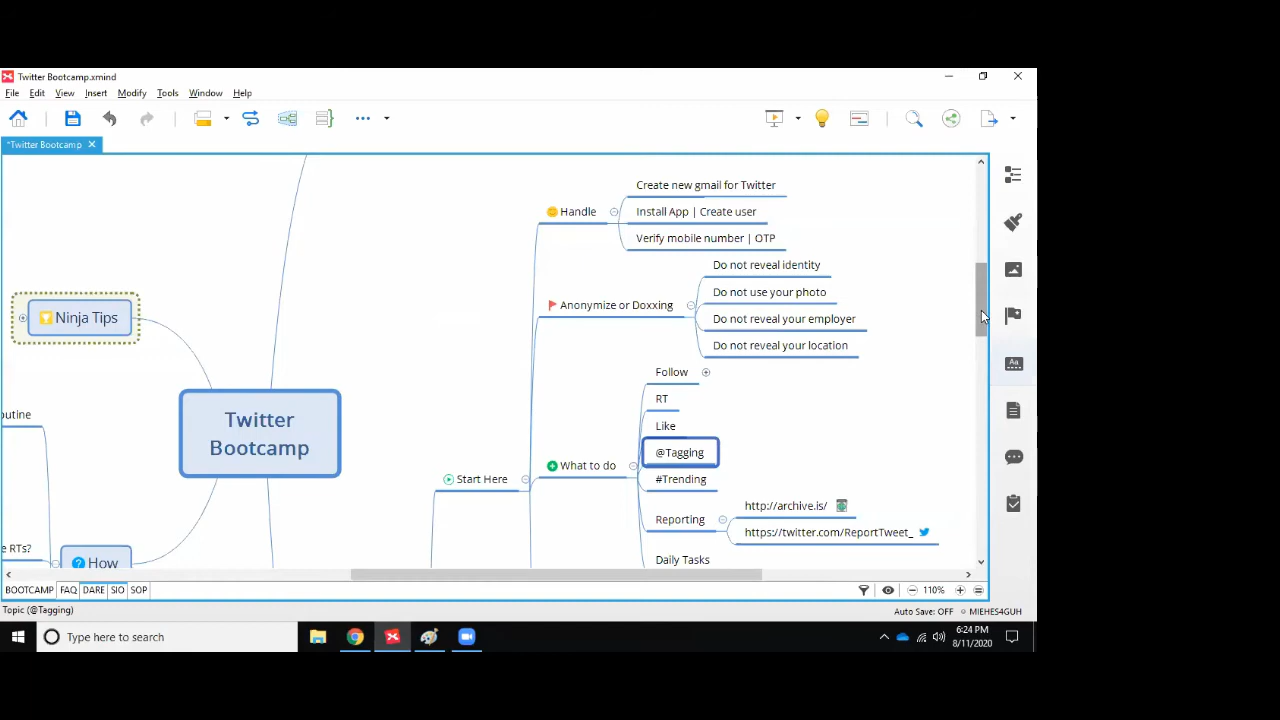 Twitter Bootcamp.xmind
File Edit View Insert Modify Tools Window Help
*Twitter Bootcamp
Handle
Create new gmail for Twitter
Install App | Create user
Verify mobile number | OTP
Anonymize or Doxxing
Do not reveal identity
Do not use your photo
Do not reveal your employer
Do not reveal your location
Ninja Tips
Twitter
Bootcamp
outine
e RTs?
How
Start Here
What to do
Follow
RT
Like
@Tagging
#Trending
Reporting
http://archive.is/
https://twitter.com/ReportTweet_
Daily Tasks
Aa
BOOTCAMP FAQ DARE SIO SOP
110%
Topic (@Tagging)
Auto Save: OFF
MIEHES4GUH
Type here to search
6:24 PM
8/11/2020